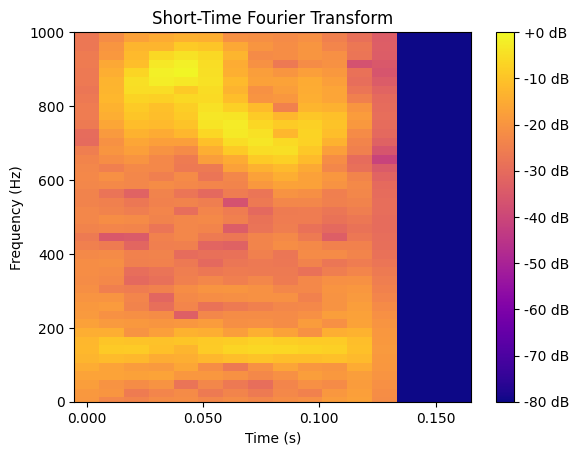 Short-Time Fourier Transform
1000
800
600
400
200
0
Frequency (Hz)
0.000
0.050
0.100
0.150
Time (s)
+0 dB
-10 dB
-20 dB
-30 dB
-40 dB
-50 dB
-60 dB
-70 dB
-80 dB